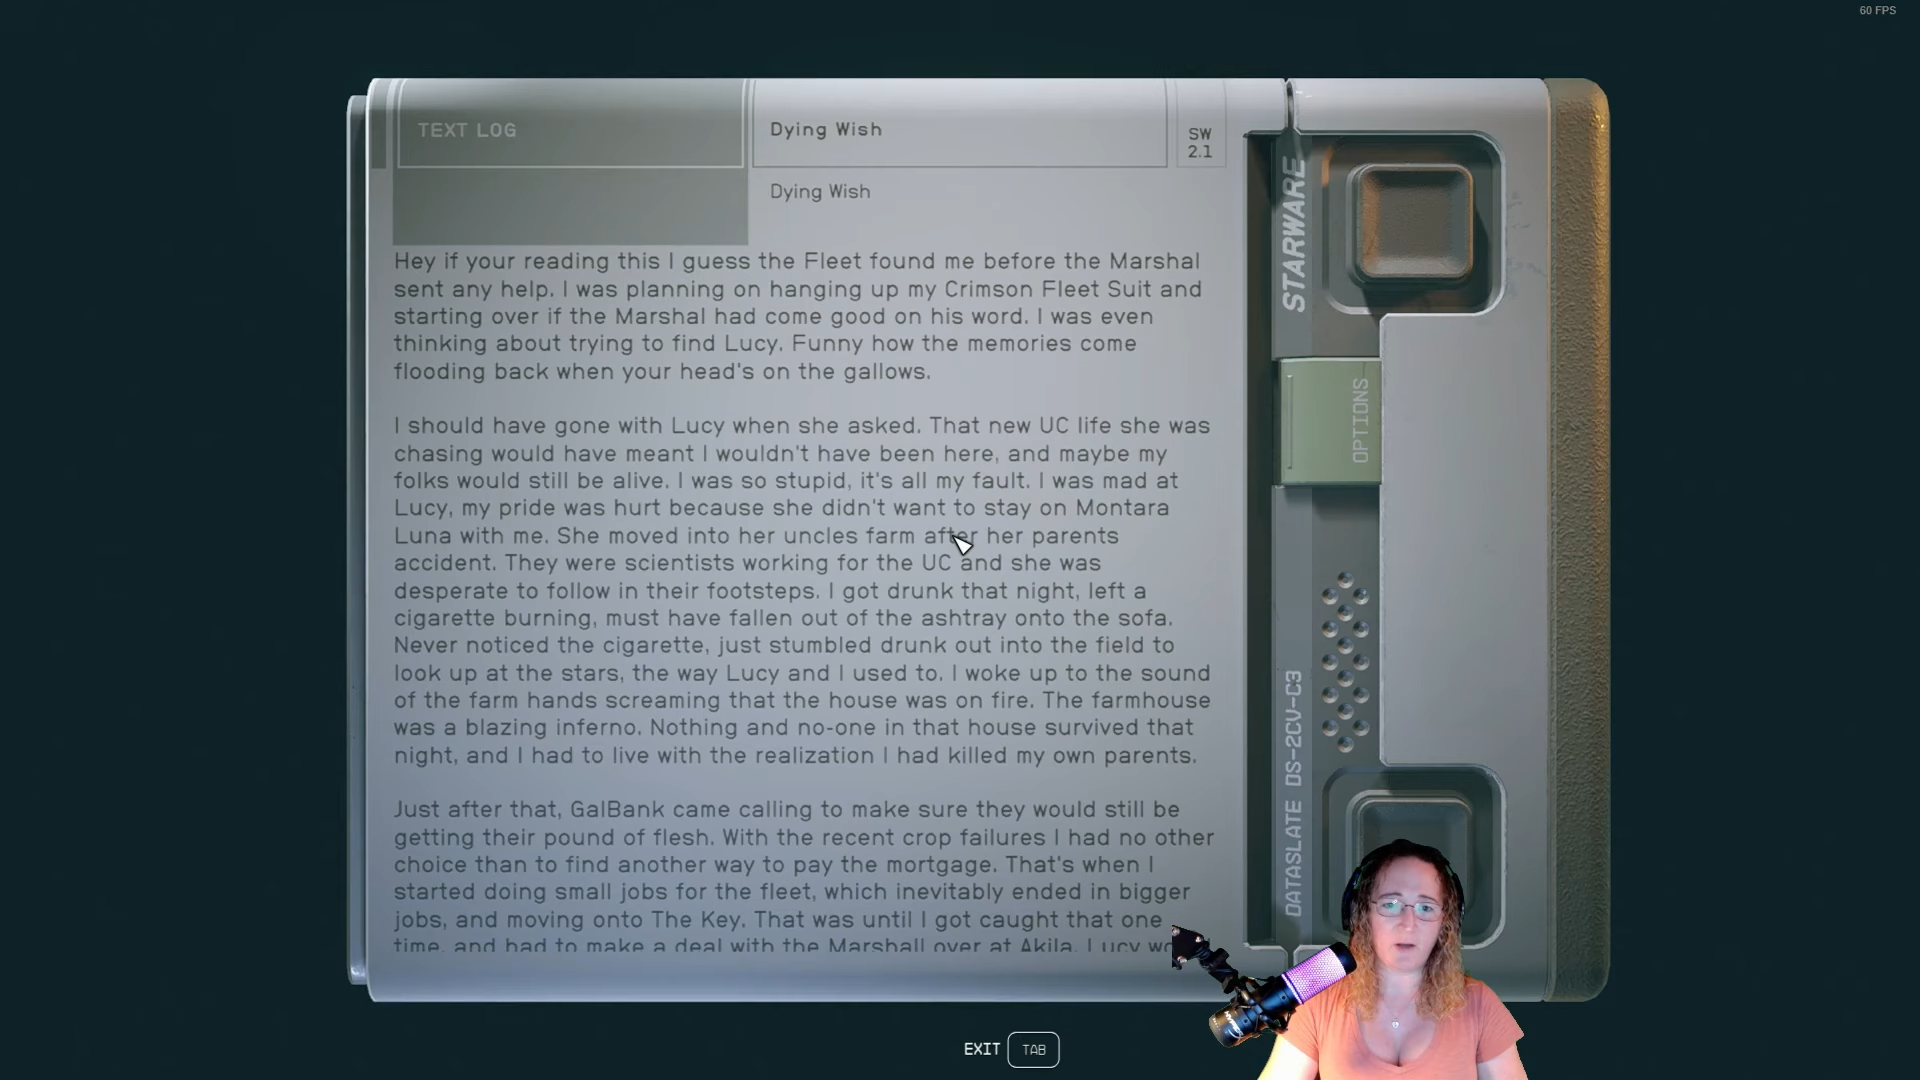 60 FPS
TEXT LOG
Dying Wish
SW
2.1
Dying Wish
Hey if your reading this I guess the Fleet found me before the Marshal
sent any help. I was planning on hanging up my Crimson Fleet Suit and
starting over if the Marshal had come good on his word. I was even
thinking about trying to find Lucy. Funny how the memories come
flooding back when your head's on the gallows.
I should have gone with Lucy when she asked. That new UC life she was
chasing would have meant I wouldn't have been here, and maybe my
folks would still be alive. I was so stupid, it's all my fault. I was mad at
Lucy, my pride was hurt because she didn't want to stay on Montara
Luna with me. She moved into her uncles farm after her parents
accident. They were scientists working for the UC and she was
desperate to follow in their footsteps. I got drunk that night, left a
cigarette burning, must have fallen out of the ashtray onto the sofa.
Never noticed the cigarette, just stumbled drunk out into the field to
look up at the stars, the way Lucy and I used to. I woke up to the sound
of the farm hands screaming that the house was on fire. The farmhouse
was a blazing inferno. Nothing and no-one in that house survived that
night, and I had to live with the realization I had killed my own parents.
Just after that, GalBank came calling to make sure they would still be
getting their pound of flesh. With the recent crop failures I had no other
choice than to find another way to pay the mortgage. That's when I
started doing small jobs for the fleet, which inevitably ended in bigger
jobs, and moving onto The Key. That was until I got caught that one
time, and had to make a deal with the Marshall over at Akila. Lucy
STARWARE
OPTIONS
DATASLATE DS-2CV-C3
EXIT TAB